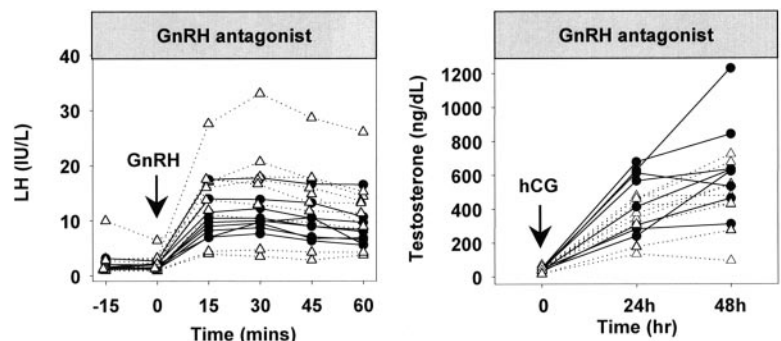 GnRH antagonist
40
30
20
10
0
LH (IU/L)
GnRH
-15 0 15 30 45 60
Time (mins)
GnRH antagonist
1200
1000
800
600
400
200
0
Testosterone (ng/dL)
hCG
0 24h 48h
Time (hr)